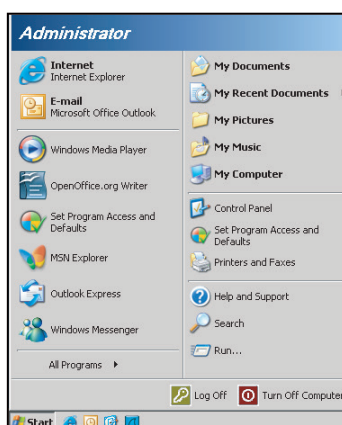 Administrator
Internet
Internet Explorer
E-mail
Microsoft Office Outlook
Windows Media Player
OpenOffice.org Writer
Set Program Access and
Defaults
MSN Explorer
Outlook Express
Windows Messenger
All Programs
My Documents
My Recent Documents
My Pictures
My Music
My Computer
Control Panel
Set Program Access and
Defaults
Printers and Faxes
Help and Support
Search
Run...
Log Off
Turn Off Computer
Start